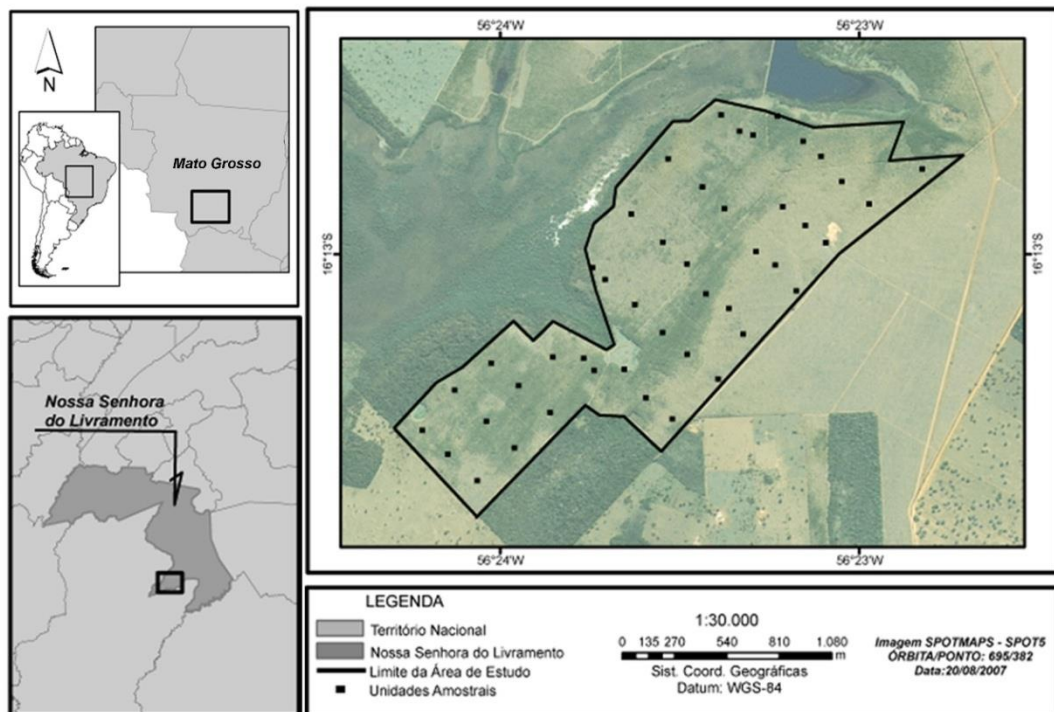 N
Mato Grosso
Nossa Senhora
do Livramento
56°24'W
56°23'W
16°13'S
16°13'S
56°24'W
56°23'W
LEGENDA
Território Nacional
Nossa Senhora do Livramento
Limite da Área de Estudo
Unidades Amostrais
1:30.000
0 135 270 540 810 1.080
m
Sist. Coord. Geográficas
Datum: WGS-84
Imagem SPOTMAPS - SPOT5
ÓRBITA/PONTO: 695/382
Data:20/08/2007